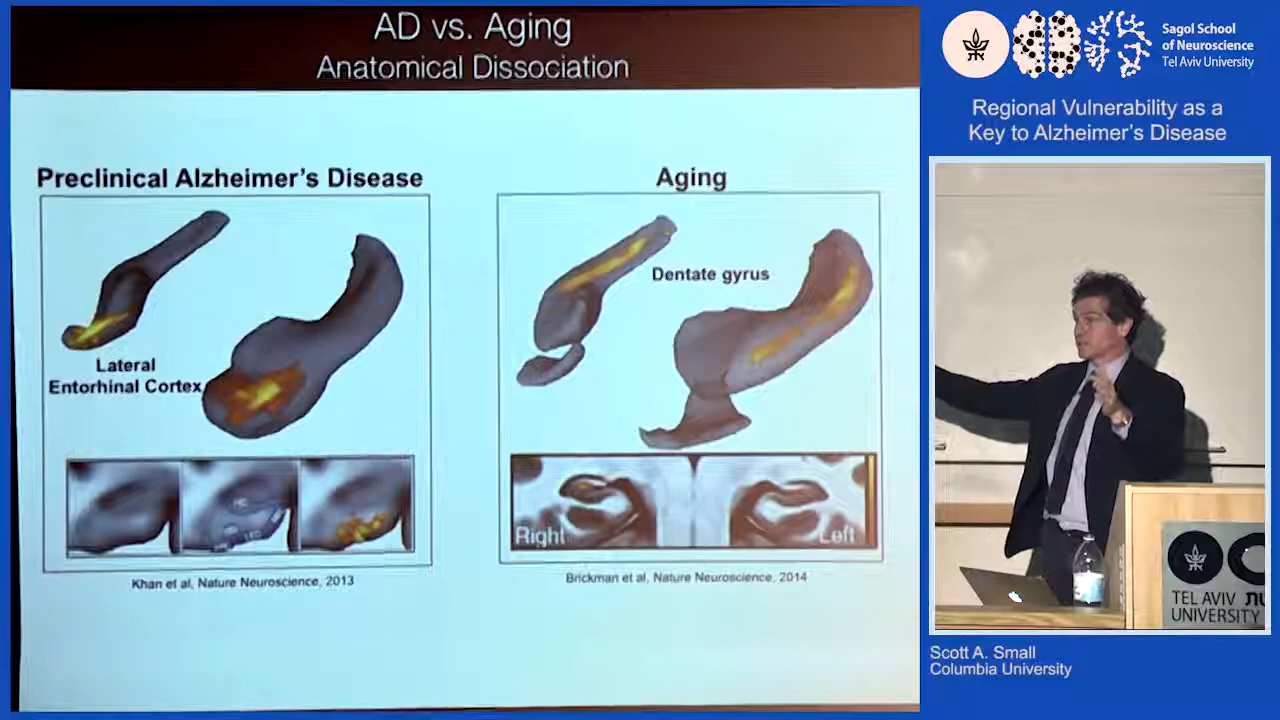 AD vs. Aging
Anatomical Dissociation
Preclinical Alzheimer's Disease
Lateral
Entorhinal Cortex
Khan et al, Nature Neuroscience, 2013
Aging
Dentate gyrus
Right
Left
Brickman et al, Nature Neuroscience, 2014
Sagol School
of Neuroscience
Tel Aviv University
Regional Vulnerability as a
Key to Alzheimer's Disease
TEL AVIV
UNIVERSITY
Scott A. Small
Columbia University